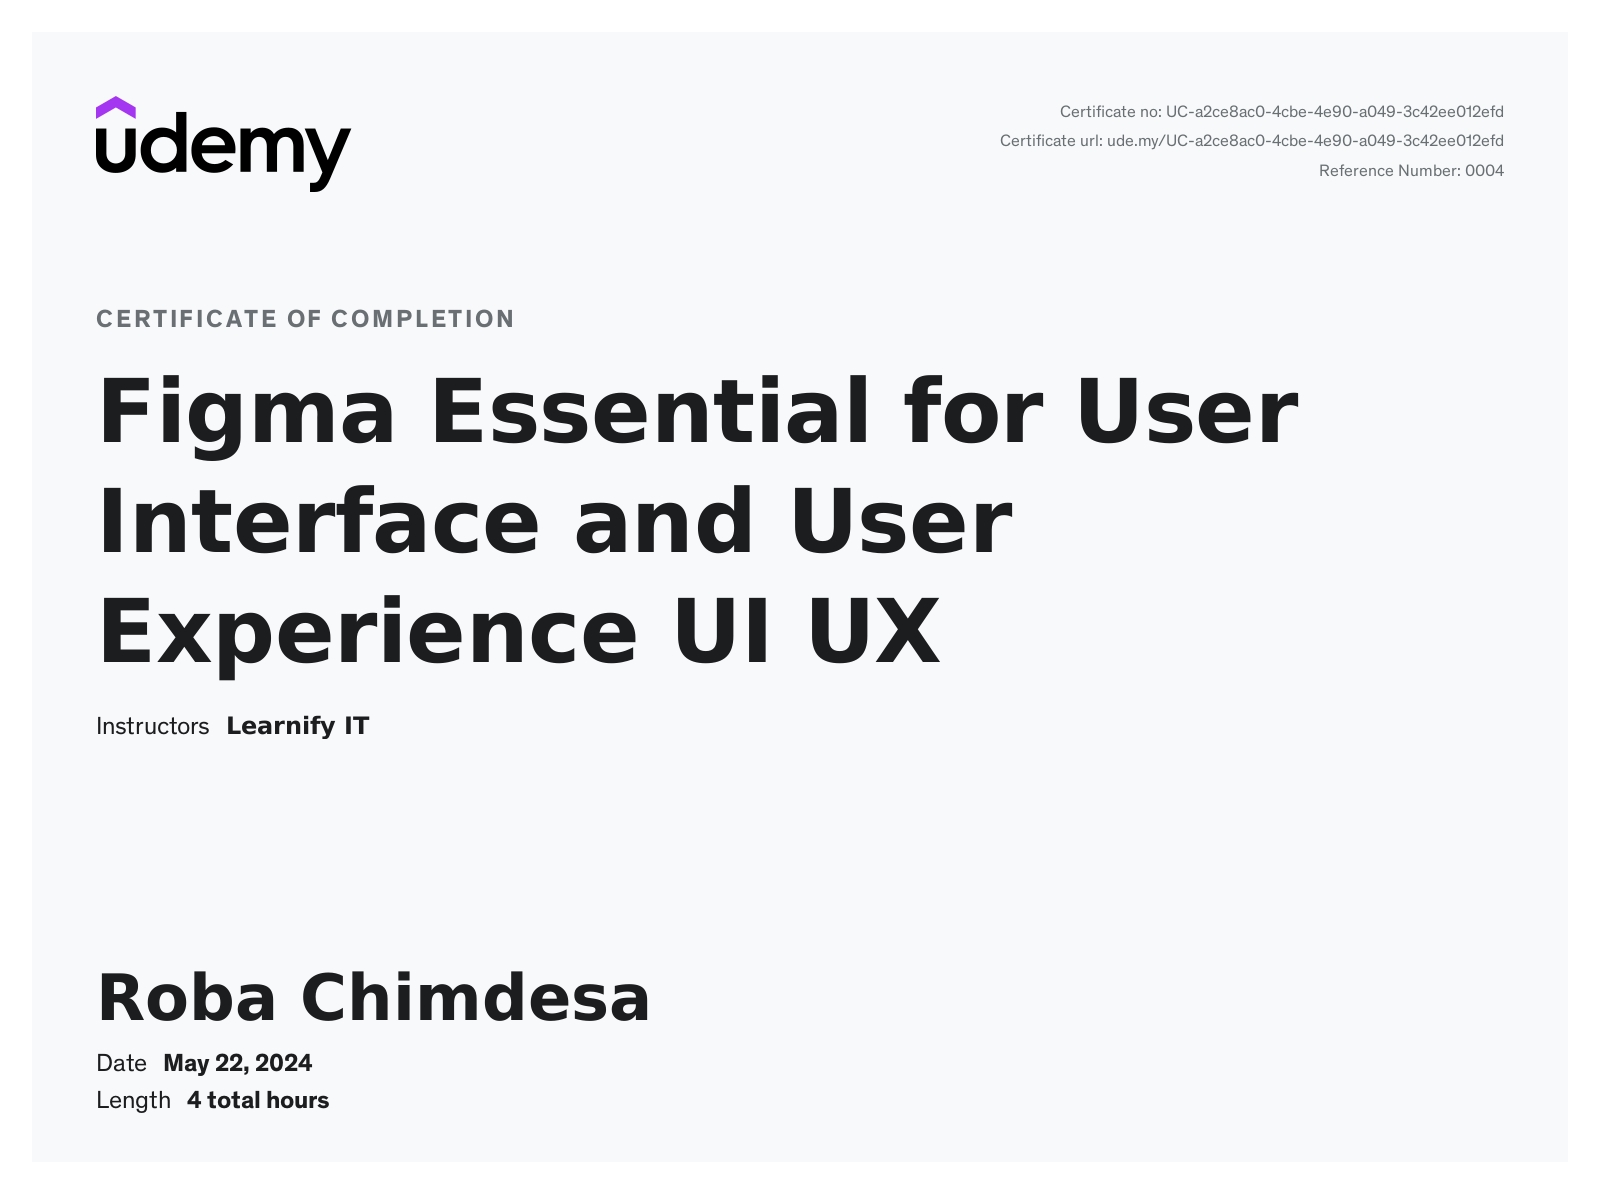 udemy
Certificate no: UC-a2ce8ac0-4cbe-4e90-a049-3c42ee012efd
Certificate url: ude.my/UC-a2ce8ac0-4cbe-4e90-a049-3c42ee012efd
Reference Number: 0004
CERTIFICATE OF COMPLETION
Figma Essential for User
Interface and User
Experience UI UX
Instructors Learnify IT
Roba Chimdesa
Date May 22, 2024
Length 4 total hours